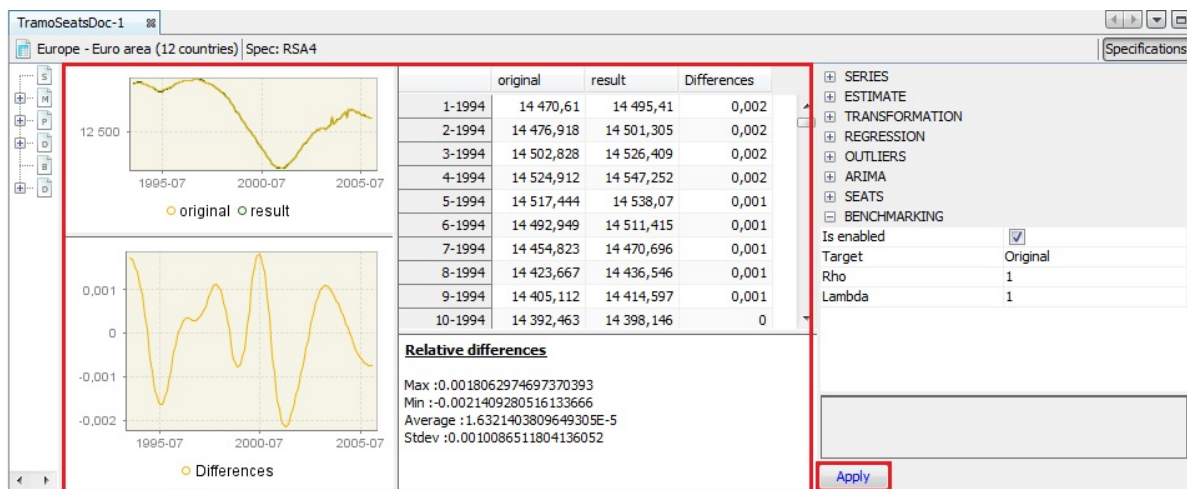 TramoSeatsDoc-1
Europe - Euro area (12 countries) Spec: RSA4
Specifications
S
M
P
D
B
D
12 500
1995-07 2000-07 2005-07
original result
0,001
0
-0,001
-0,002
1995-07 2000-07 2005-07
Differences
original result Differences
1-1994 14 470,61 14 495,41 0,002
2-1994 14 476,918 14 501,305 0,002
3-1994 14 502,828 14 526,409 0,002
4-1994 14 524,912 14 547,252 0,002
5-1994 14 517,444 14 538,07 0,001
6-1994 14 492,949 14 511,415 0,001
7-1994 14 454,823 14 470,696 0,001
8-1994 14 423,667 14 436,546 0,001
9-1994 14 405,112 14 414,597 0,001
10-1994 14 392,463 14 398,146 0
Relative differences
Max :0.0018062974697370393
Min :-0.0021409280516133666
Average :1.6321403809649305E-5
Stdev :0.0010086511804136052
SERIES
ESTIMATE
TRANSFORMATION
REGRESSION
OUTLIERS
ARIMA
SEATS
BENCHMARKING
Is enabled
Target Original
Rho 1
Lambda 1
Apply